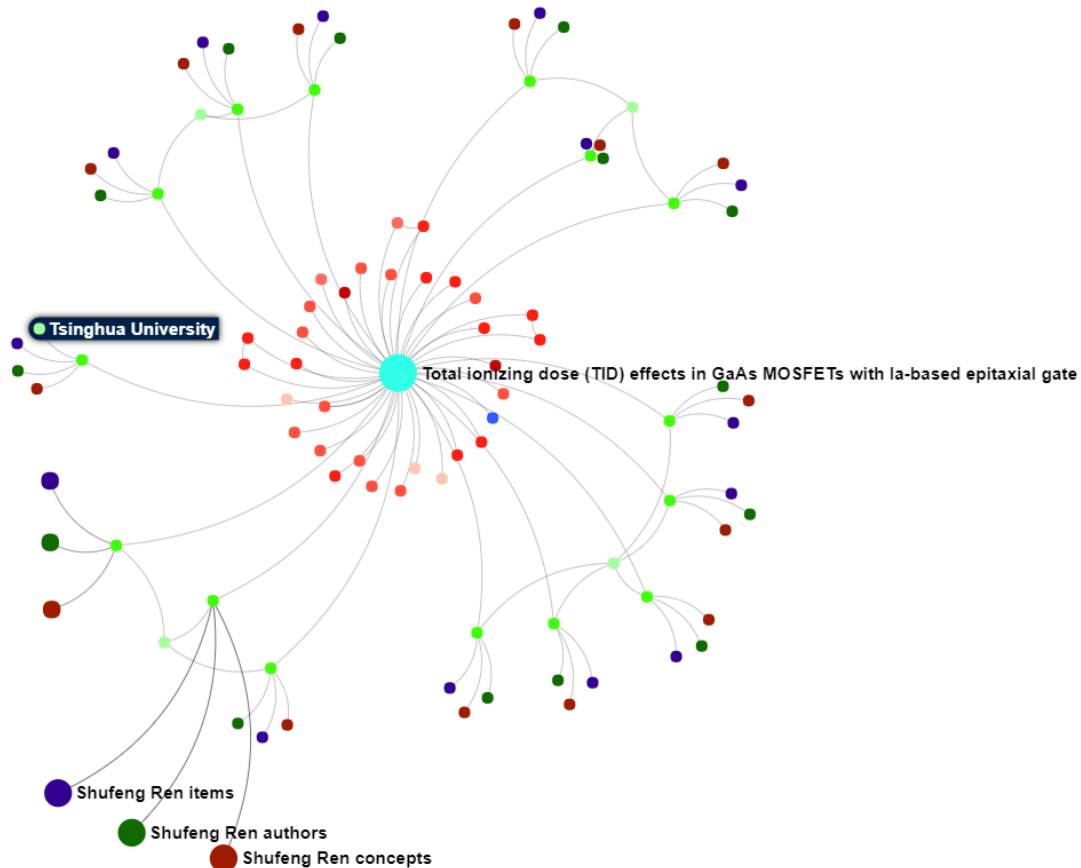 Tsinghua University
Total ionizing dose (TID) effects in GaAs MOSFETs with la-based epitaxial gate
Shufeng Ren items
Shufeng Ren authors
Shufeng Ren concepts